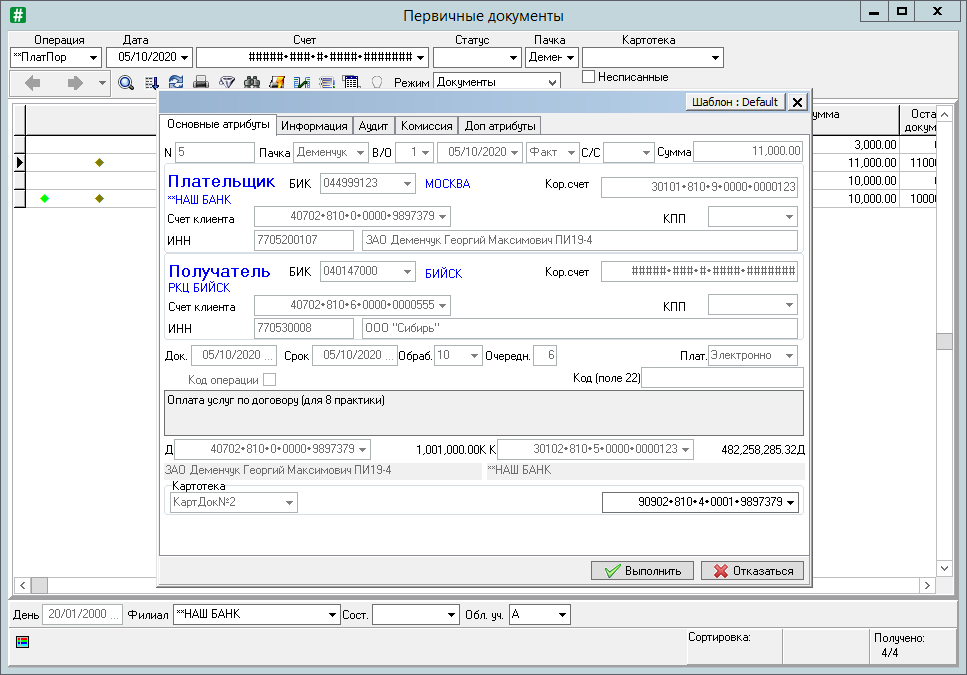 Первичные документы
Операция Дата Счет Статус Пачка Картотека
**ПлатПор 05/10/2020 #####*###*#*####*####### Демен
Режим Документы Несписанные
Шаблон : Default
Основные атрибуты Информация Аудит Комиссия Доп атрибуты
умма Оста
докум
3,000.00
11,000.00 11000
10,000.00
10,000.00 10000
N 5 Пачка Деменчук В/О 1 05/10/2020 Факт С/С Сумма 11,000.00
Плательщик БИК 044999123 МОСКВА Кор.счет 30101*810*9*0000*0000123
**НАШ БАНК
Счет клиента 40702*810*0*0000*9897379 КПП
ИНН 7705200107 ЗАО Деменчук Георгий Максимович ПИ19-4
Получатель БИК 040147000 БИЙСК Кор.счет #####*###*#*####*#######
РКЦ БИЙСК
Счет клиента 40702*810*6*0000*0000555 КПП
ИНН 770530008 ООО "Сибирь"
Док. 05/10/2020 ... Срок 05/10/2020 ... Обраб. 10 Очередн. 6 Плат. Электронно
Код операции Код (поле 22)
Оплата услуг по договору (для 8 практики)
Д 40702*810*0*0000*9897379 1,001,000.00К К 30102*810*5*0000*0000123 482,258,285.32Д
ЗАО Деменчук Георгий Максимович ПИ19-4 **НАШ БАНК
Картотека
КартДок№2 90902*810*4*0001*9897379
Выполнить Отказаться
День 20/01/2000 ... Филиал **НАШ БАНК Сост. Обл. уч. А
Сортировка: Получено:
4/4